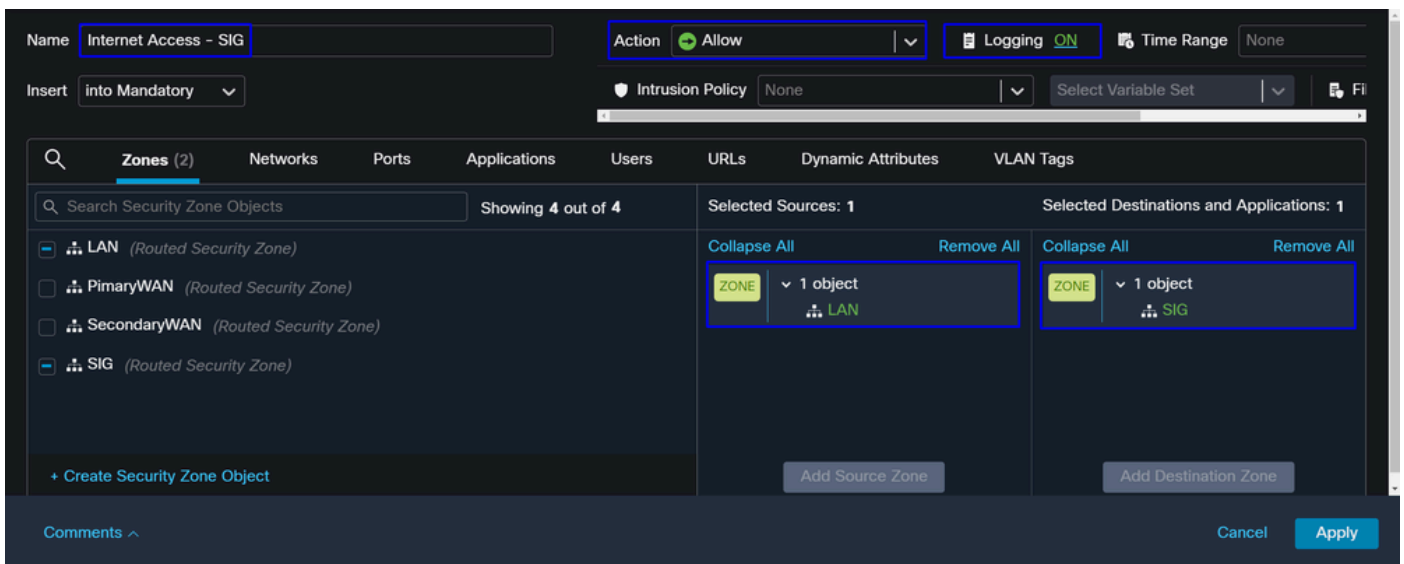 Name Internet Access - SIG Action Allow Logging ON Time Range None
Insert into Mandatory Intrusion Policy None Select Variable Set Fi
Zones (2) Networks Ports Applications Users URLs Dynamic Attributes VLAN Tags
Search Security Zone Objects Showing 4 out of 4 Selected Sources: 1 Selected Destinations and Applications: 1
LAN (Routed Security Zone) Collapse All Remove All Collapse All Remove All
PimaryWAN (Routed Security Zone) ZONE 1 object ZONE 1 object
LAN SIG
SecondaryWAN (Routed Security Zone)
SIG (Routed Security Zone)
+ Create Security Zone Object Add Source Zone Add Destination Zone
Comments Cancel Apply